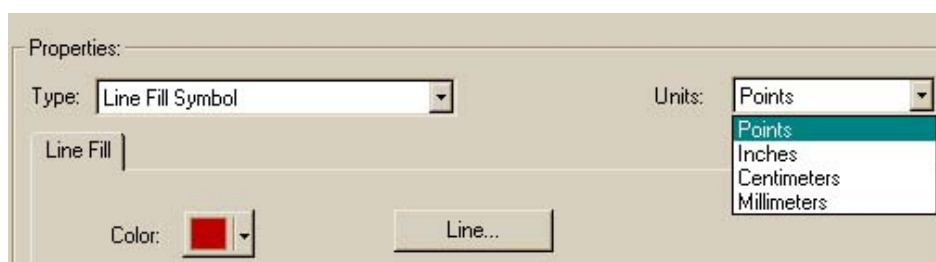 Properties:
Type: Line Fill Symbol Units: Points
Points
Inches
Centimeters
Millimeters
Line Fill
Color: Line...